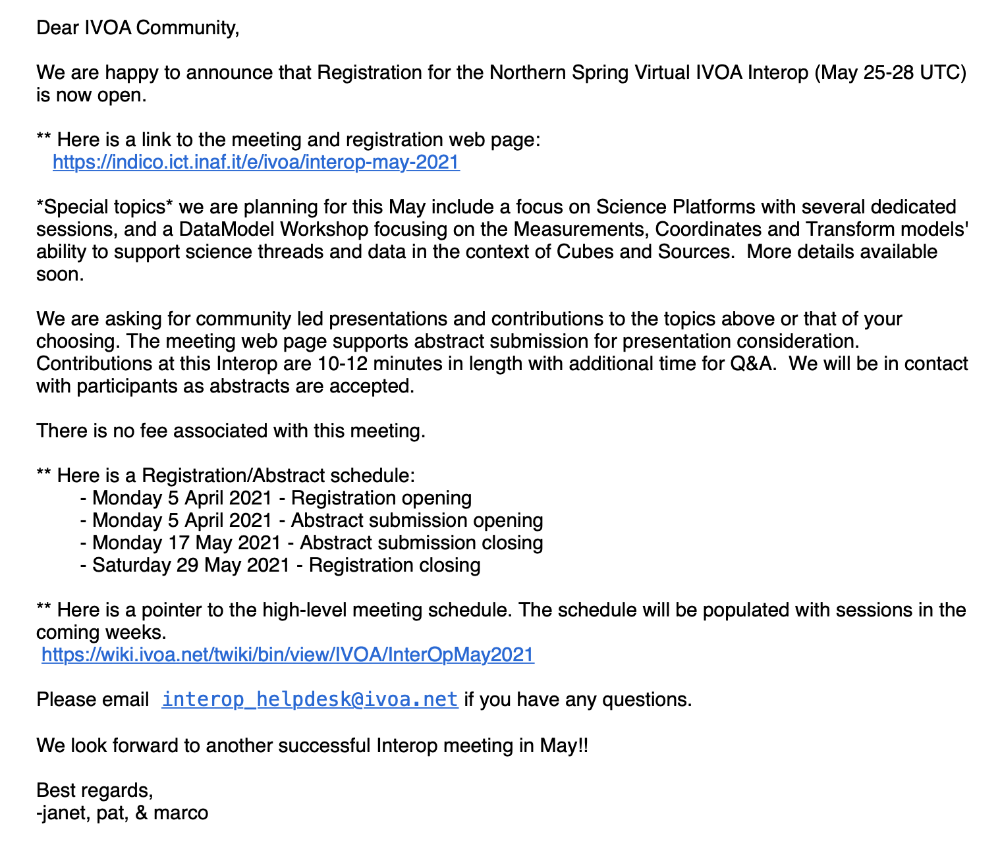 Dear IVOA Community,
We are happy to announce that Registration for the Northern Spring Virtual IVOA Interop (May 25-28 UTC)
is now open.
** Here is a link to the meeting and registration web page:
https://indico.ict.inaf.it/e/ivoa/interop-may-2021
*Special topics* we are planning for this May include a focus on Science Platforms with several dedicated
sessions, and a DataModel Workshop focusing on the Measurements, Coordinates and Transform models'
ability to support science threads and data in the context of Cubes and Sources.  More details available
soon.
We are asking for community led presentations and contributions to the topics above or that of your
choosing. The meeting web page supports abstract submission for presentation consideration.
Contributions at this Interop are 10-12 minutes in length with additional time for Q&A.  We will be in contact
with participants as abstracts are accepted.
There is no fee associated with this meeting.
** Here is a Registration/Abstract schedule:
- Monday 5 April 2021 - Registration opening
- Monday 5 April 2021 - Abstract submission opening
- Monday 17 May 2021 - Abstract submission closing
- Saturday 29 May 2021 - Registration closing
** Here is a pointer to the high-level meeting schedule. The schedule will be populated with sessions in the
coming weeks.
https://wiki.ivoa.net/twiki/bin/view/IVOA/InterOpMay2021
Please email  interop_helpdesk@ivoa.net if you have any questions.
We look forward to another successful Interop meeting in May!!
Best regards,
-janet, pat, & marco